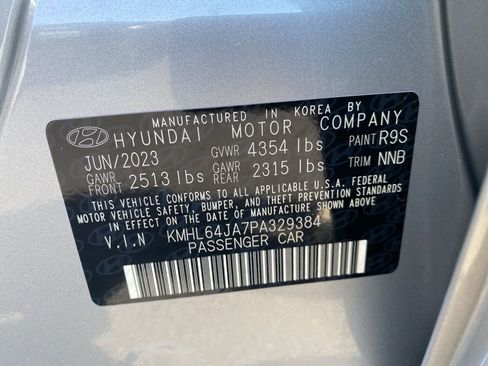 MANUFACTURED IN KOREA BY
HYUNDAI MOTOR COMPANY
JUN/2023 GVWR 4354 lbs PAINT R9S
GAWR FRONT 2513 lbs GAWR REAR 2315 lbs TRIM NNB
THIS VEHICLE CONFORMS TO ALL APPLICABLE U.S.A. FEDERAL
MOTOR VEHICLE SAFETY, BUMPER, AND THEFT PREVENTION STANDARDS
IN EFFECT ON THE DATE OF MANUFACTURE SHOWN ABOVE.
V.I.N KMHL64JA7PA329384
PASSENGER CAR